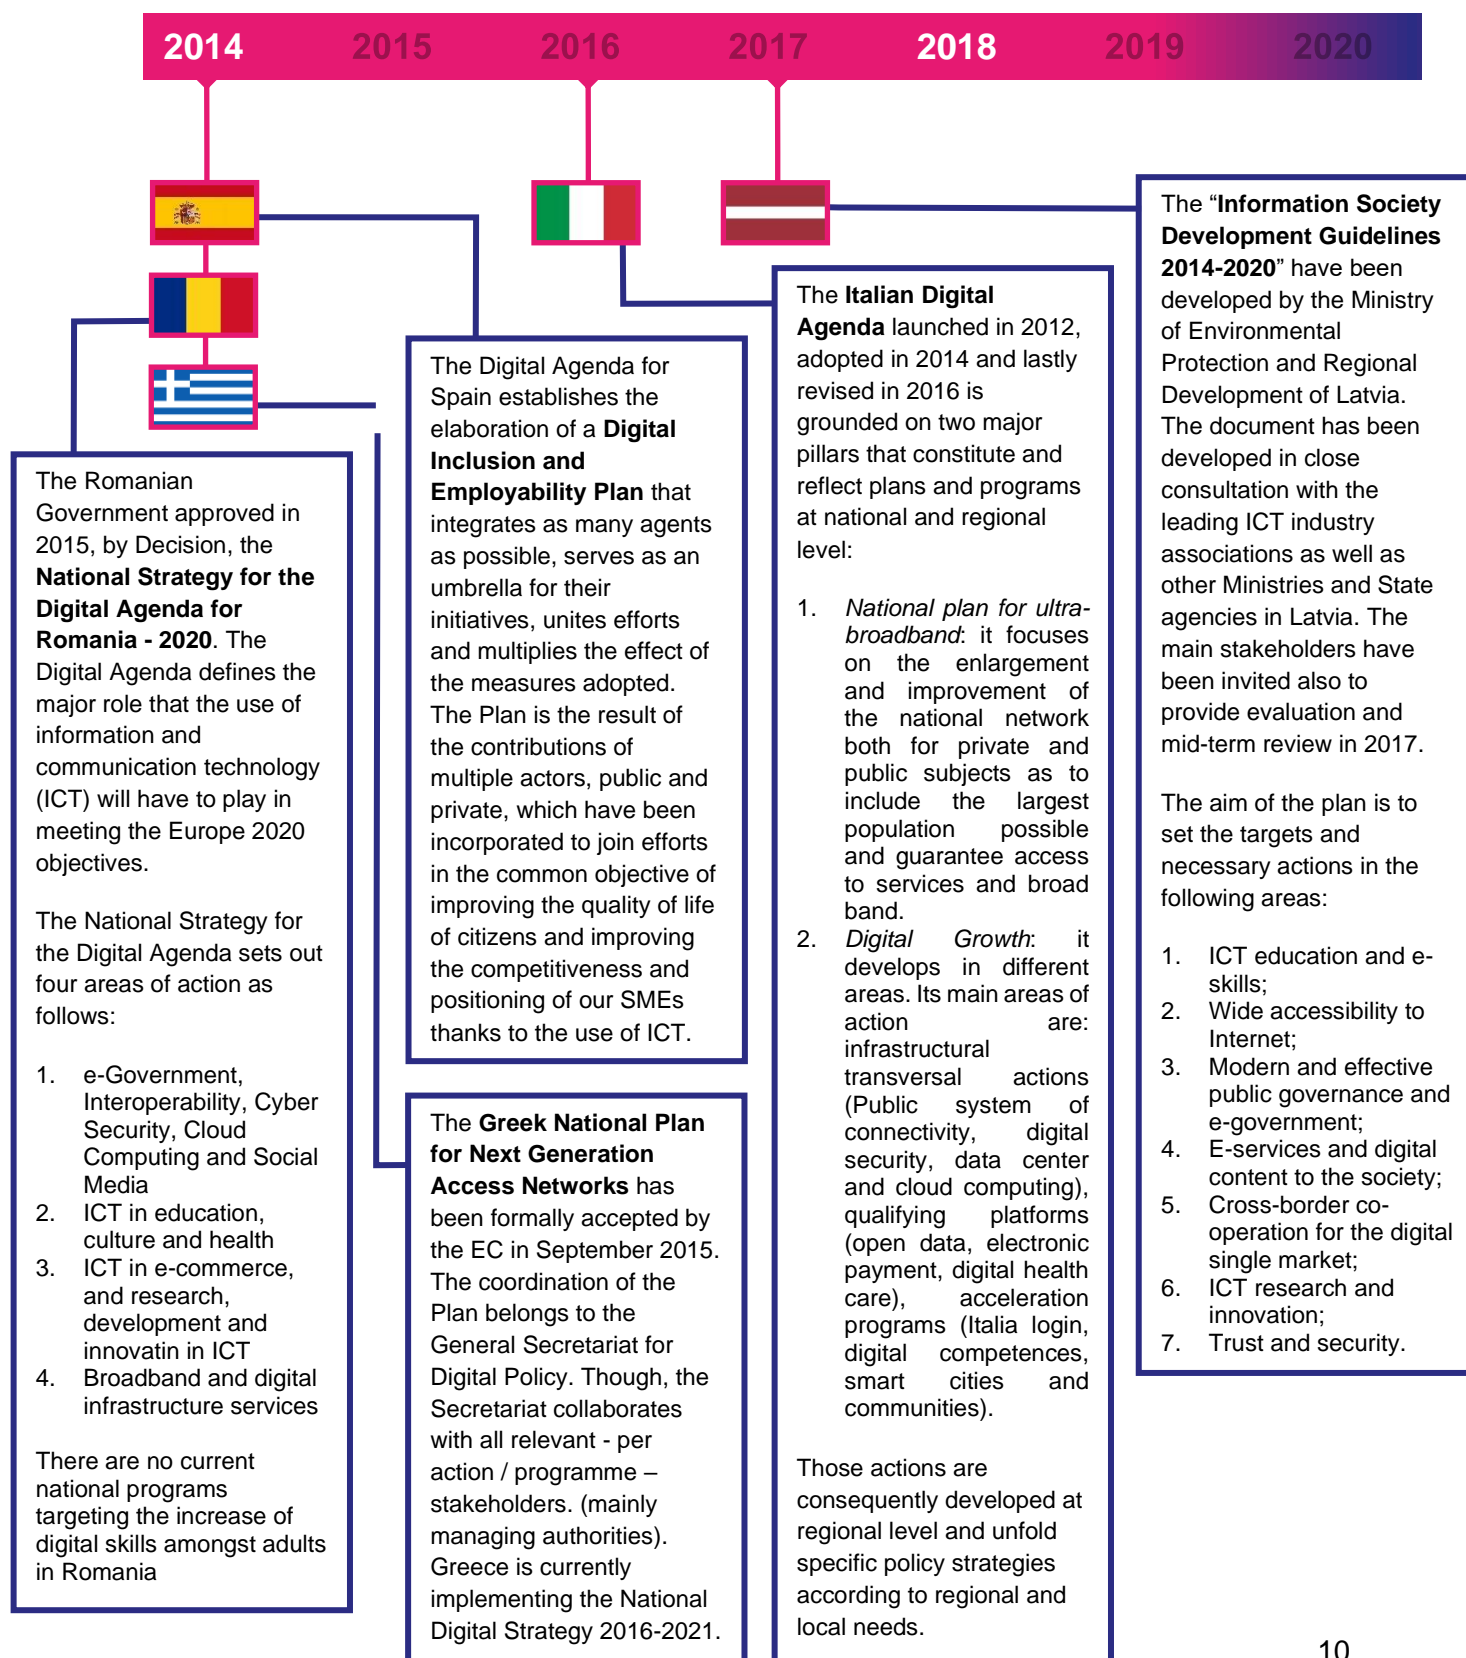 2014 2015 2016 2017 2018 2019 2020
The Romanian
Government approved in
2015, by Decision, the
National Strategy for the
Digital Agenda for
Romania - 2020. The
Digital Agenda defines the
major role that the use of
information and
communication technology
(ICT) will have to play in
meeting the Europe 2020
objectives.
The National Strategy for
the Digital Agenda sets out
four areas of action as
follows:
1. e-Government,
Interoperability, Cyber
Security, Cloud
Computing and Social
Media
2. ICT in education,
culture and health
3. ICT in e-commerce,
and research,
development and
innovatin in ICT
4. Broadband and digital
infrastructure services
There are no current
national programs
targeting the increase of
digital skills amongst adults
in Romania
The Digital Agenda for
Spain establishes the
elaboration of a Digital
Inclusion and
Employability Plan that
integrates as many agents
as possible, serves as an
umbrella for their
initiatives, unites efforts
and multiplies the effect of
the measures adopted.
The Plan is the result of
the contributions of
multiple actors, public and
private, which have been
incorporated to join efforts
in the common objective of
improving the quality of life
of citizens and improving
the competitiveness and
positioning of our SMEs
thanks to the use of ICT.
The Greek National Plan
for Next Generation
Access Networks has
been formally accepted by
the EC in September 2015.
The coordination of the
Plan belongs to the
General Secretariat for
Digital Policy. Though, the
Secretariat collaborates
with all relevant - per
action / programme –
stakeholders. (mainly
managing authorities).
Greece is currently
implementing the National
Digital Strategy 2016-2021.
The Italian Digital
Agenda launched in 2012,
adopted in 2014 and lastly
revised in 2016 is
grounded on two major
pillars that constitute and
reflect plans and programs
at national and regional
level:
1. National plan for ultra-
broadband: it focuses
on the enlargement
and improvement of
the national network
both for private and
public subjects as to
include the largest
population possible
and guarantee access
to services and broad
band.
2. Digital Growth: it
develops in different
areas. Its main areas of
action are:
infrastructural
transversal actions
(Public system of
connectivity, digital
security, data center
and cloud computing),
qualifying platforms
(open data, electronic
payment, digital health
care), acceleration
programs (Italia login,
digital competences,
smart cities and
communities).
Those actions are
consequently developed at
regional level and unfold
specific policy strategies
according to regional and
local needs.
The “Information Society
Development Guidelines
2014-2020” have been
developed by the Ministry
of Environmental
Protection and Regional
Development of Latvia.
The document has been
developed in close
consultation with the
leading ICT industry
associations as well as
other Ministries and State
agencies in Latvia. The
main stakeholders have
been invited also to
provide evaluation and
mid-term review in 2017.
The aim of the plan is to
set the targets and
necessary actions in the
following areas:
1. ICT education and e-
skills;
2. Wide accessibility to
Internet;
3. Modern and effective
public governance and
e-government;
4. E-services and digital
content to the society;
5. Cross-border co-
operation for the digital
single market;
6. ICT research and
innovation;
7. Trust and security.
10